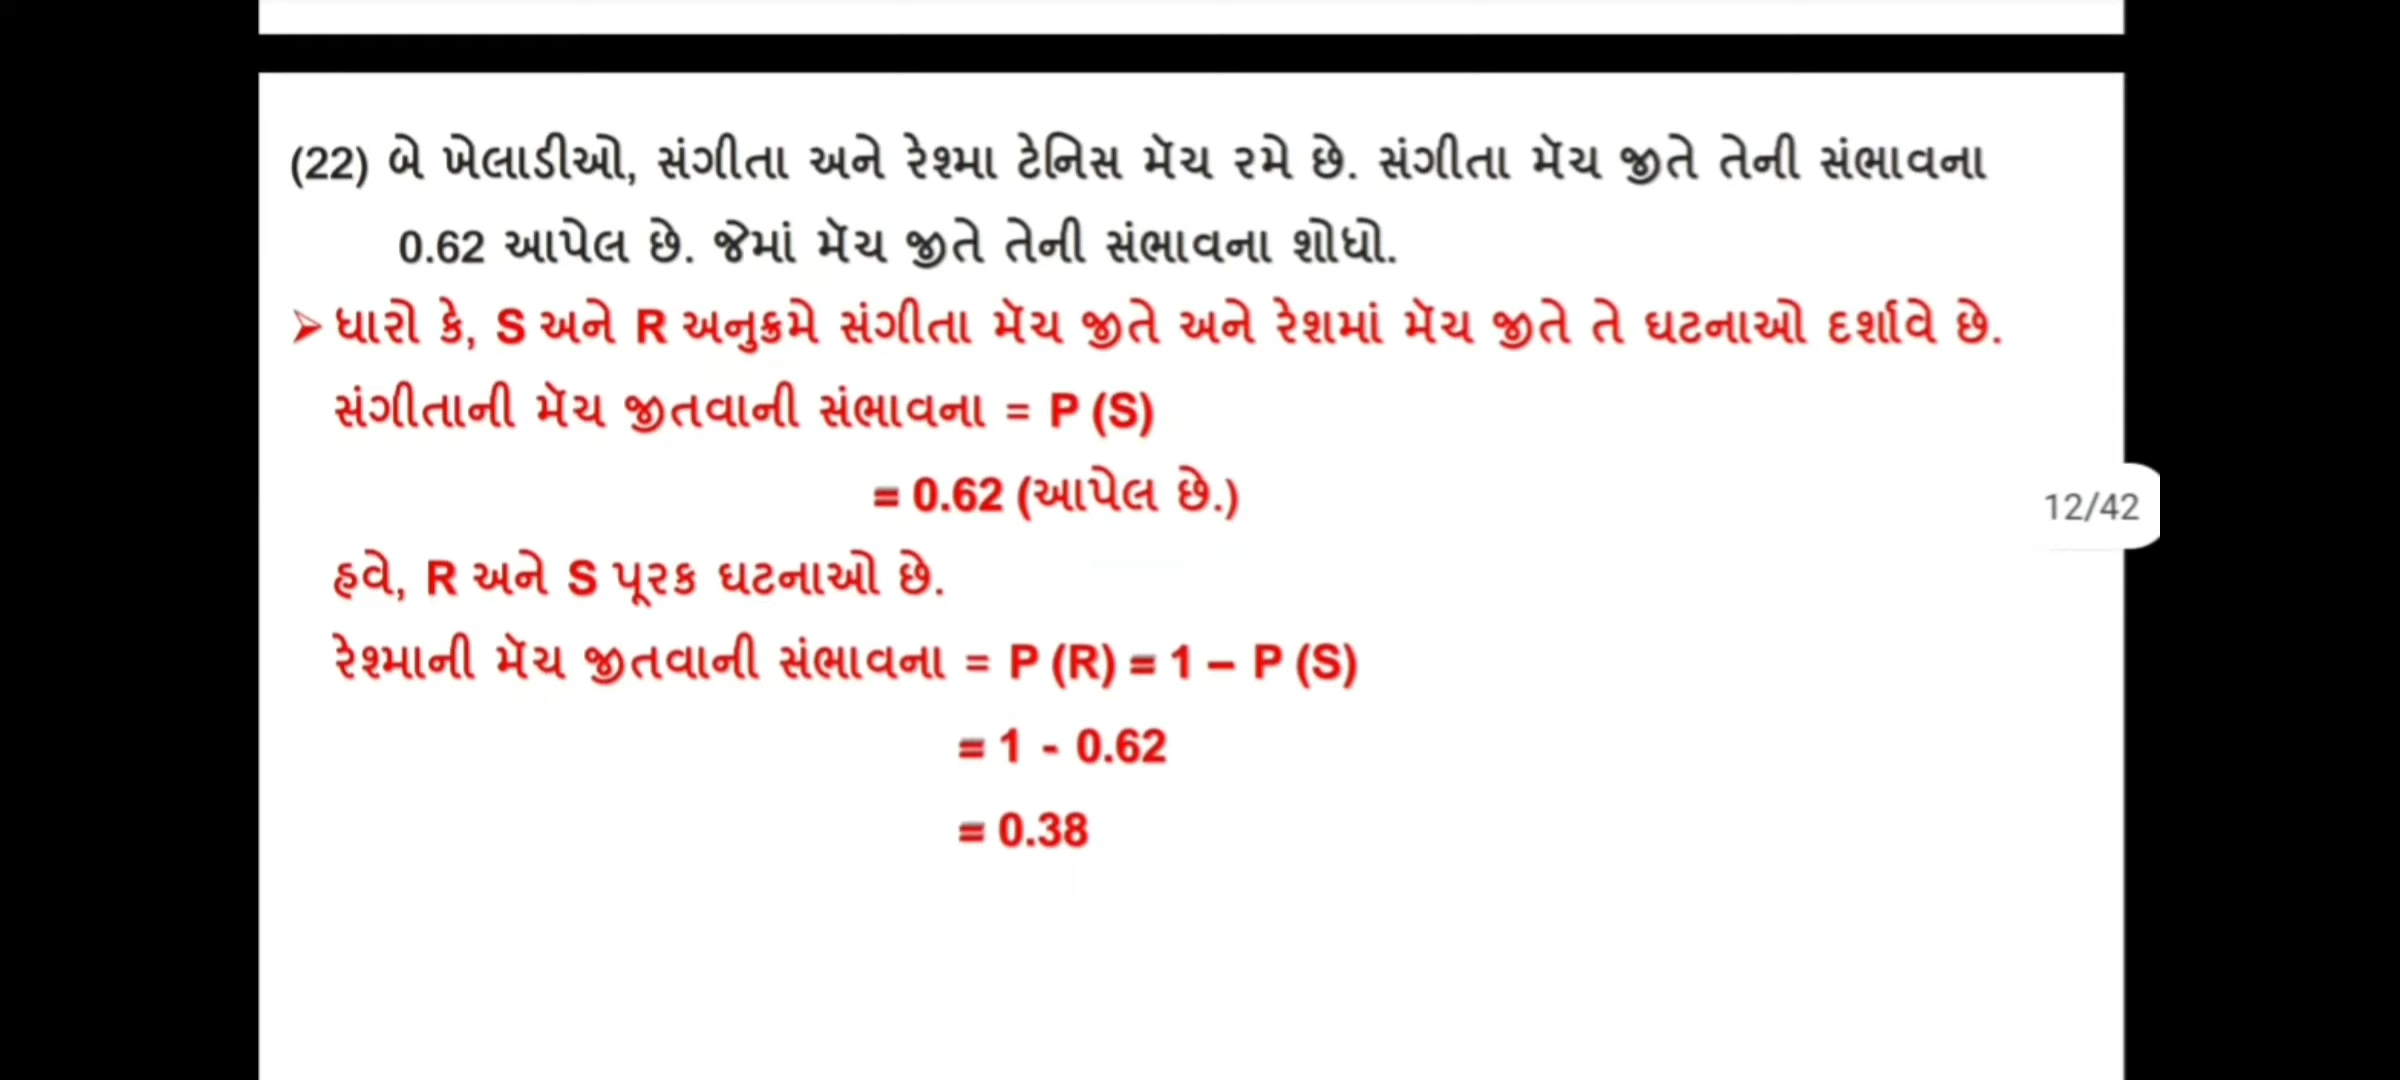 (22) બે ખેલાડીઓ, સંગીતા અને રેશ્મા ટેનિસ મૅચ રમે છે. સંગીતા મૅચ જીતે તેની સંભાવના
0.62 આપેલ છે. જેમાં મૅચ જીતે તેની સંભાવના શોધો.
➢ ધારો કે, S અને R અનુક્રમે સંગીતા મૅચ જીતે અને રેશમાં મૅચ જીતે તે ઘટનાઓ દર્શાવે છે.
સંગીતાની મૅચ જીતવાની સંભાવના = P (S)
= 0.62 (આપેલ છે.)
હવે, R અને S પૂરક ઘટનાઓ છે.
12/42
રેશ્માની મૅચ જીતવાની સંભાવના = P (R) = 1 – P (S)
= 1 - 0.62
= 0.38